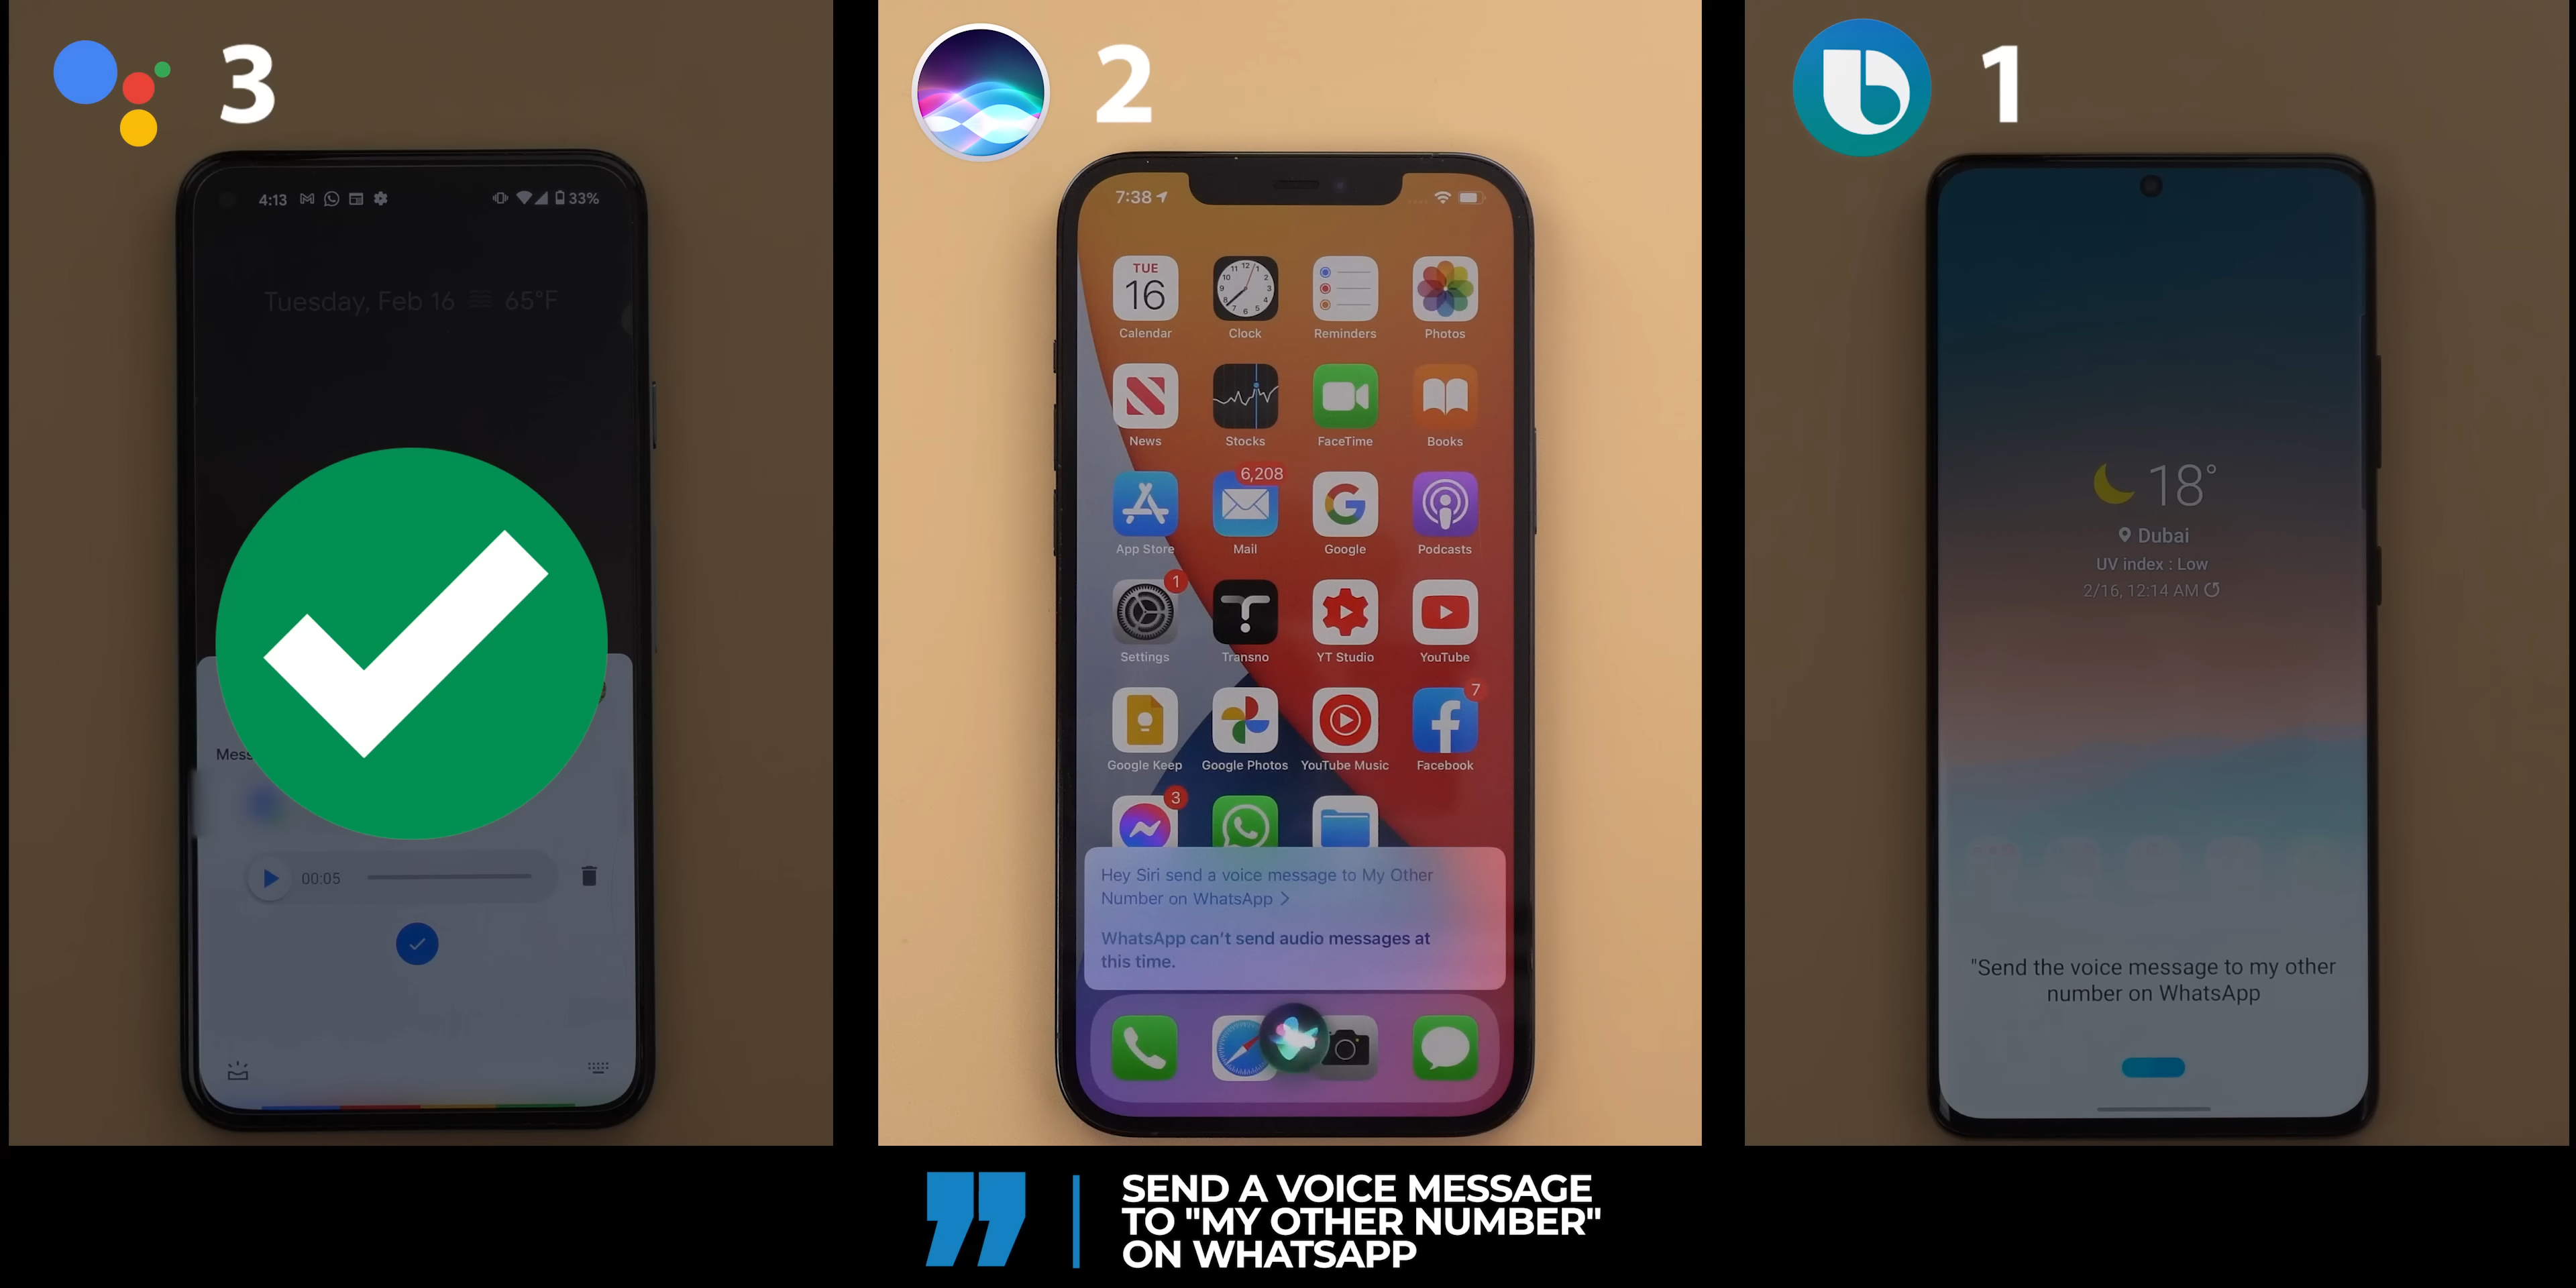 3
4:13
33%
Tuesday, Feb 16
65°F
00:05
2
7:38
TUE
16
Calendar
Clock
Reminders
Photos
News
Stocks
FaceTime
Books
6,208
App Store
Mail
Google
Podcasts
1
Settings
Transno
YT Studio
YouTube
7
Google Keep
Google Photos
YouTube Music
Facebook
3
Hey Siri send a voice message to My Other
Number on WhatsApp >
WhatsApp can't send audio messages at
this time.
1
18°
Dubai
UV index : Low
2/16, 12:14 AM
"Send the voice message to my other
number on WhatsApp
SEND A VOICE MESSAGE
TO "MY OTHER NUMBER"
ON WHATSAPP